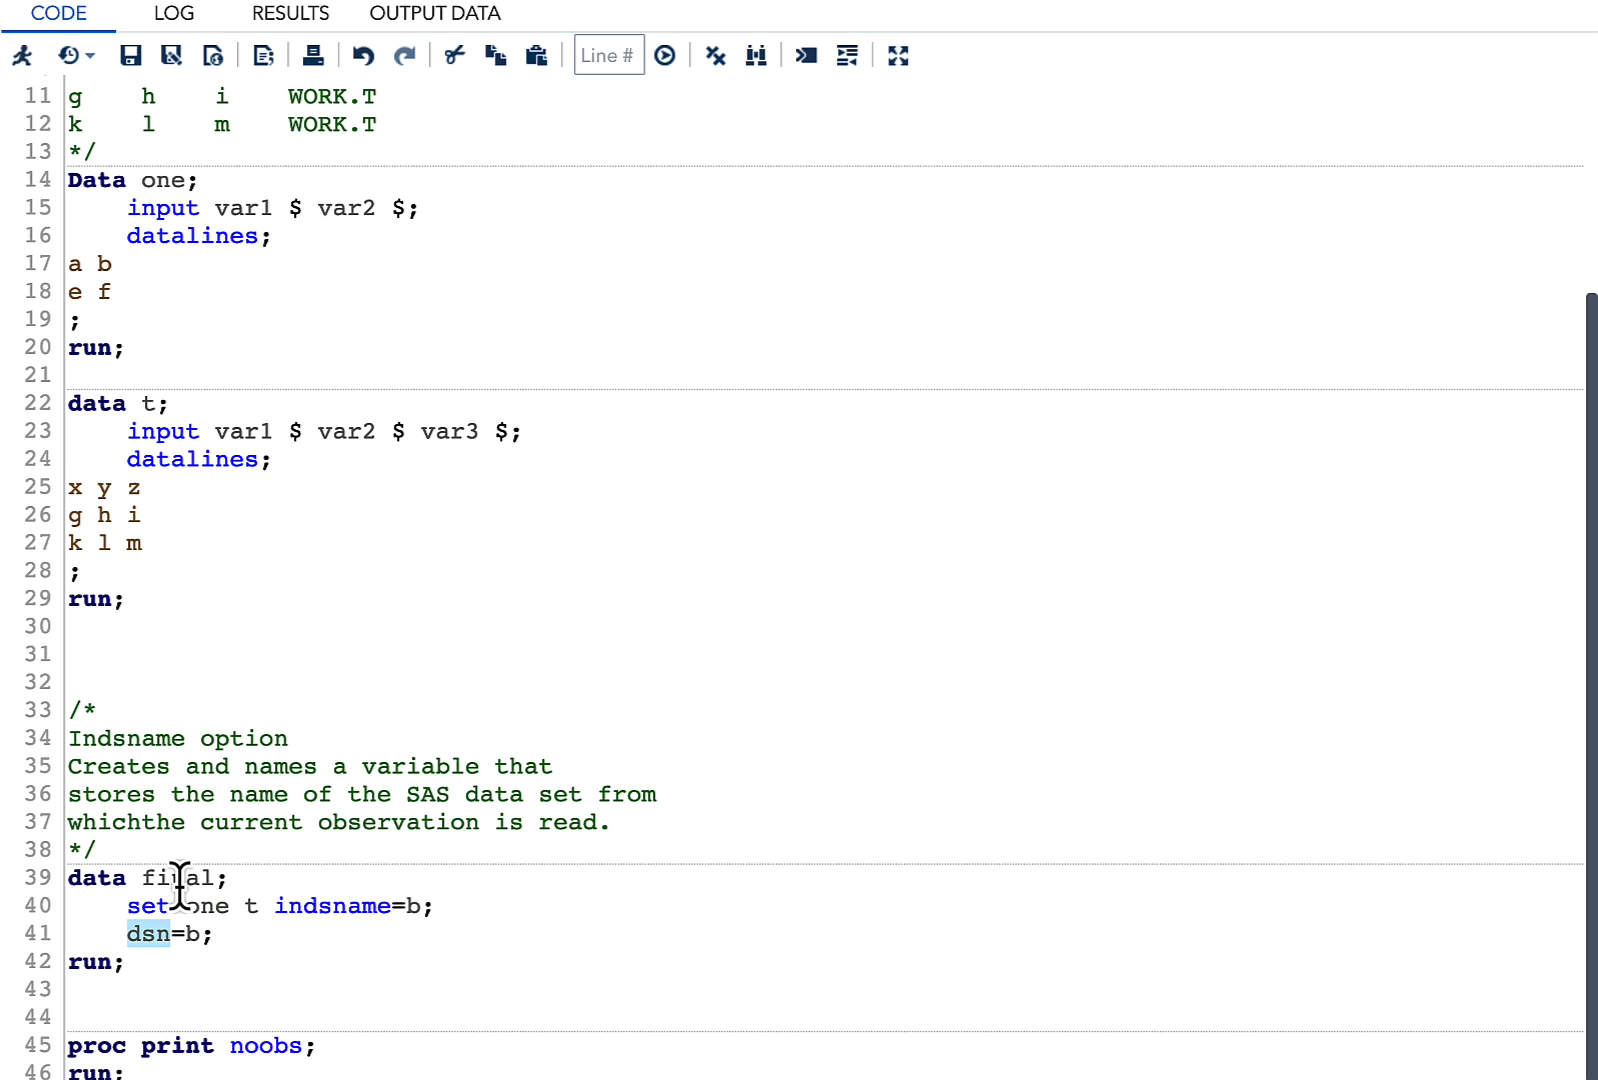 CODE LOG RESULTS OUTPUT DATA
Line #
11 g h i WORK.T
12 k l m WORK.T
13 */
14 Data one;
15 input var1 $ var2 $;
16 datalines;
17 a b
18 e f
19 ;
20 run;
21
22 data t;
23 input var1 $ var2 $ var3 $;
24 datalines;
25 x y z
26 g h i
27 k l m
28 ;
29 run;
30
31
32
33 /*
34 Indsname option
35 Creates and names a variable that
36 stores the name of the SAS data set from
37 whichthe current observation is read.
38 */
39 data final;
40 set one t indsname=b;
41 dsn=b;
42 run;
43
44
45 proc print noobs;
46 run;